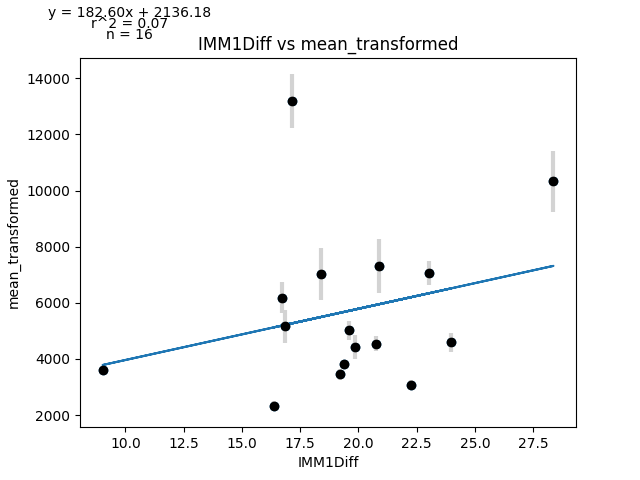 y = 182.60x + 2136.18
r^2 = 0.07
n = 16
IMM1Diff vs mean_transformed
14000
12000
10000
8000
6000
4000
2000
mean_transformed
10.0 12.5 15.0 17.5 20.0 22.5 25.0 27.5
IMM1Diff